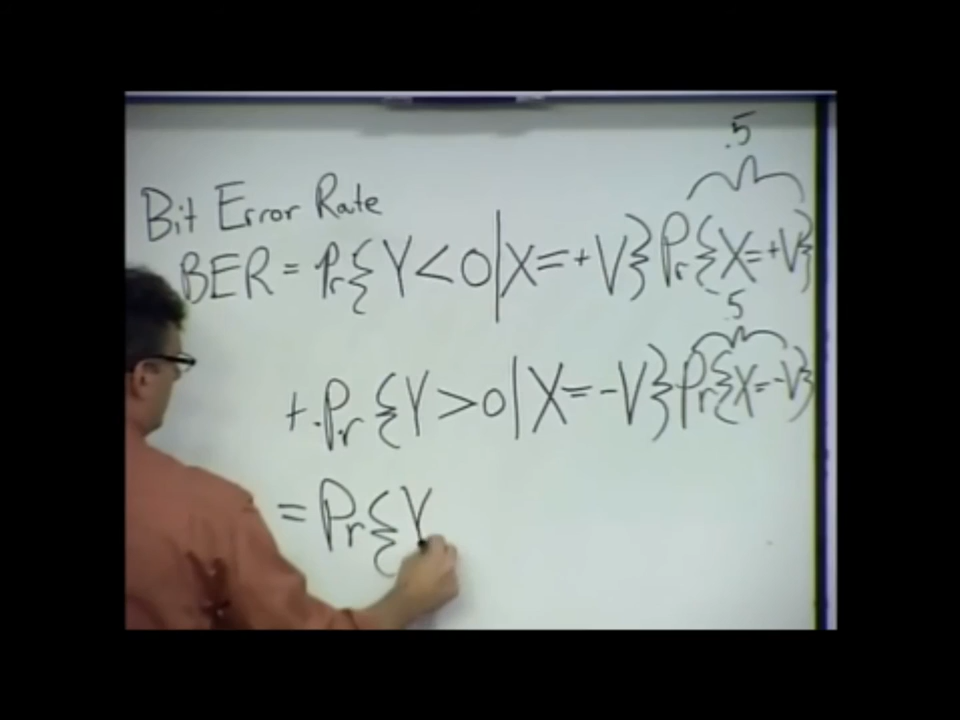 .5
Bit Error Rate
BER = Pr{Y<0|X=+V}Pr{X=+V}
.5
+ Pr{Y>0|X=-V}Pr{X=-V}
= Pr{Y